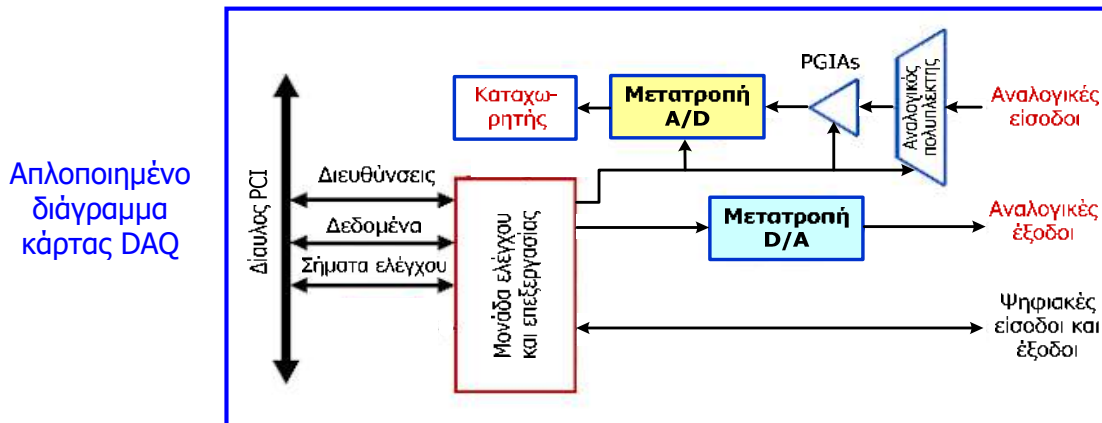 Απλοποιημένο
διάγραμμα
κάρτας DAQ
Δίαυλος PCI
Διευθύνσεις
Δεδομένα
Σήματα ελέγχου
Μονάδα ελέγχου
και επεξεργασίας
Καταχω-
ρητής
Μετατροπή
A/D
PGIAs
Αναλογικός
πολυπλέκτης
Αναλογικές
είσοδοι
Μετατροπή
D/A
Αναλογικές
έξοδοι
Ψηφιακές
είσοδοι και
έξοδοι